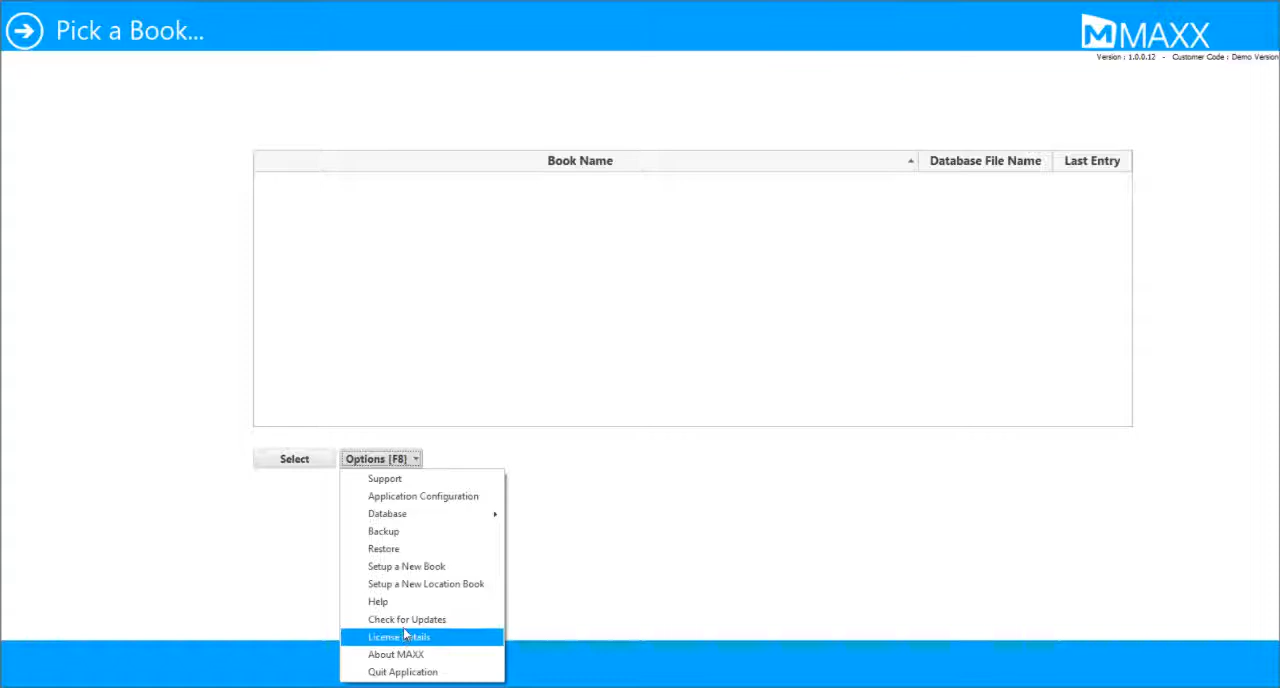 Pick a Book...
MAXX
Version : 1.0.0.12 - Customer Code : Demo Version
Book Name Database File Name Last Entry
Select Options [F8]
Support
Application Configuration
Database
Backup
Restore
Setup a New Book
Setup a New Location Book
Help
Check for Updates
License Details
About MAXX
Quit Application